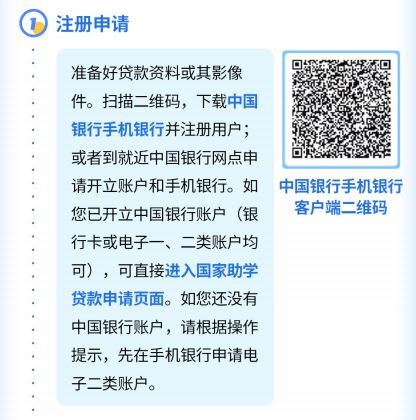 1 注册申请
准备好贷款资料或其影像
件。扫描二维码，下载中国
银行手机银行并注册用户；
或者到就近中国银行网点申
请开立账户和手机银行。如
您已开立中国银行账户（银
行卡或电子一、二类账户均
可），可直接进入国家助学
贷款申请页面。如您还没有
中国银行账户，请根据操作
提示，先在手机银行申请电
子二类账户。
中国银行手机银行
客户端二维码